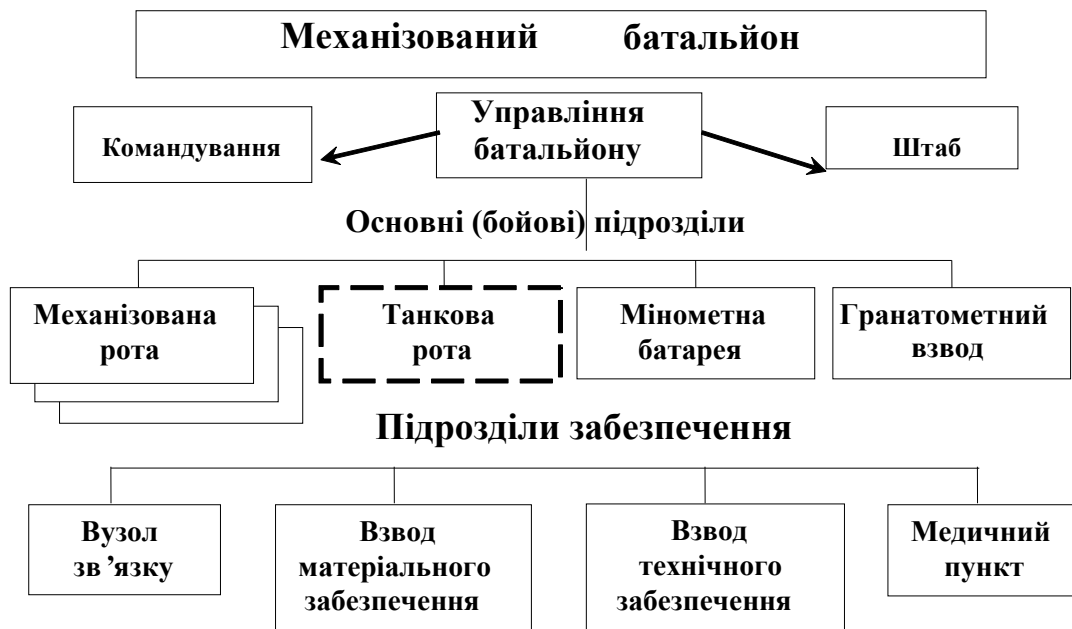 Механізований батальйон
Управління
батальйону
Командування
Штаб
Основні (бойові) підрозділи
Механізована
рота
Танкова
рота
Мінометна
батарея
Гранатометний
взвод
Підрозділи забезпечення
Вузол
зв ’язку
Взвод
матеріального
забезпечення
Взвод
технічного
забезпечення
Медичний
пункт